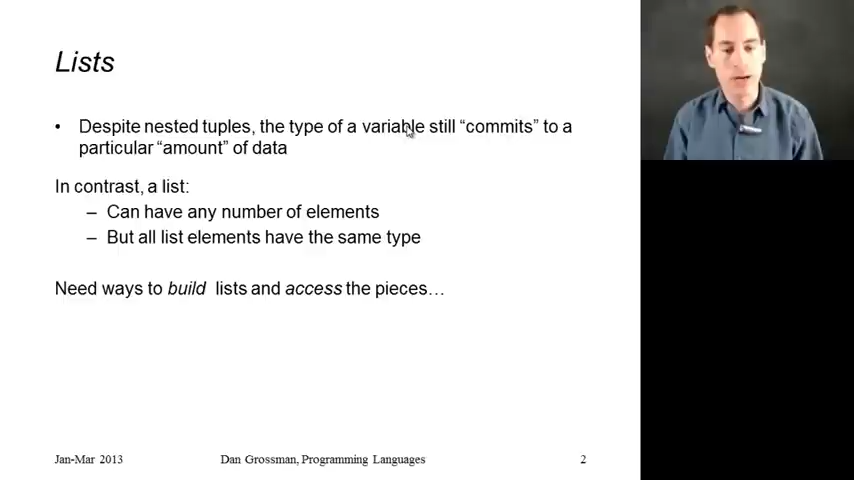 Lists
• Despite nested tuples, the type of a variable still “commits” to a
particular “amount” of data
In contrast, a list:
– Can have any number of elements
– But all list elements have the same type
Need ways to build lists and access the pieces…
Jan-Mar 2013 Dan Grossman, Programming Languages 2